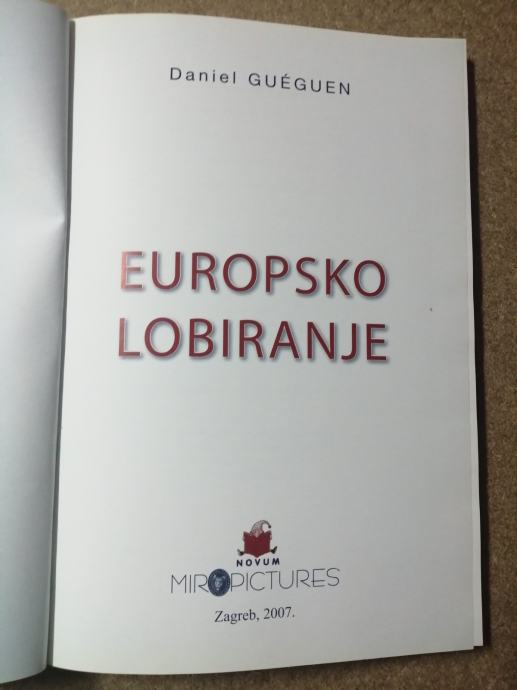 Daniel GUÉGUEN
EUROPSKO
LOBIRANJE
NOVUM
MIROPICTURES
Zagreb, 2007.